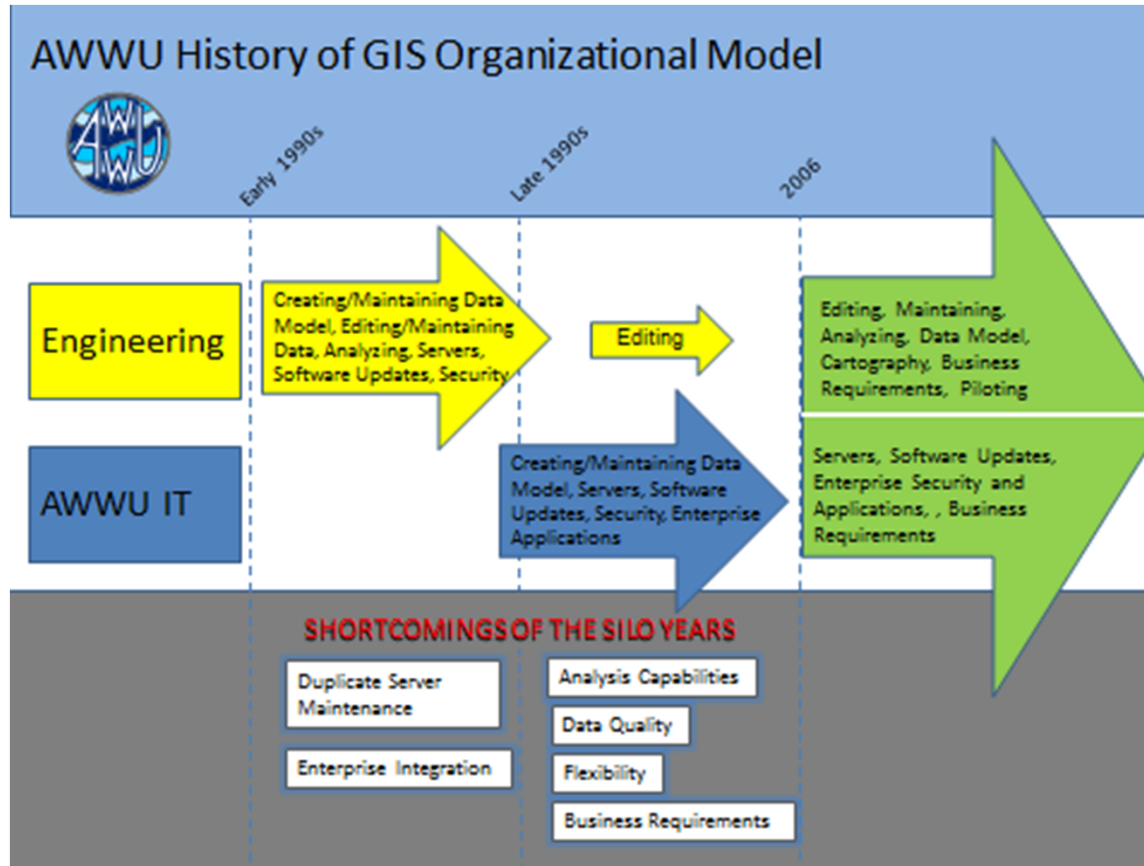 AWWU History of GIS Organizational Model
AWWU
Early 1990s
Late 1990s
2006
Engineering
Creating/Maintaining Data
Model, Editing/Maintaining
Data, Analyzing, Servers,
Software Updates, Security
Editing
Editing, Maintaining,
Analyzing, Data Model,
Cartography, Business
Requirements, Piloting
AWWU IT
Creating/Maintaining Data
Model, Servers, Software
Updates, Security, Enterprise
Applications
Servers, Software Updates,
Enterprise Security and
Applications, , Business
Requirements
SHORTCOMINGS OF THE SILO YEARS
Duplicate Server
Maintenance
Enterprise Integration
Analysis Capabilities
Data Quality
Flexibility
Business Requirements